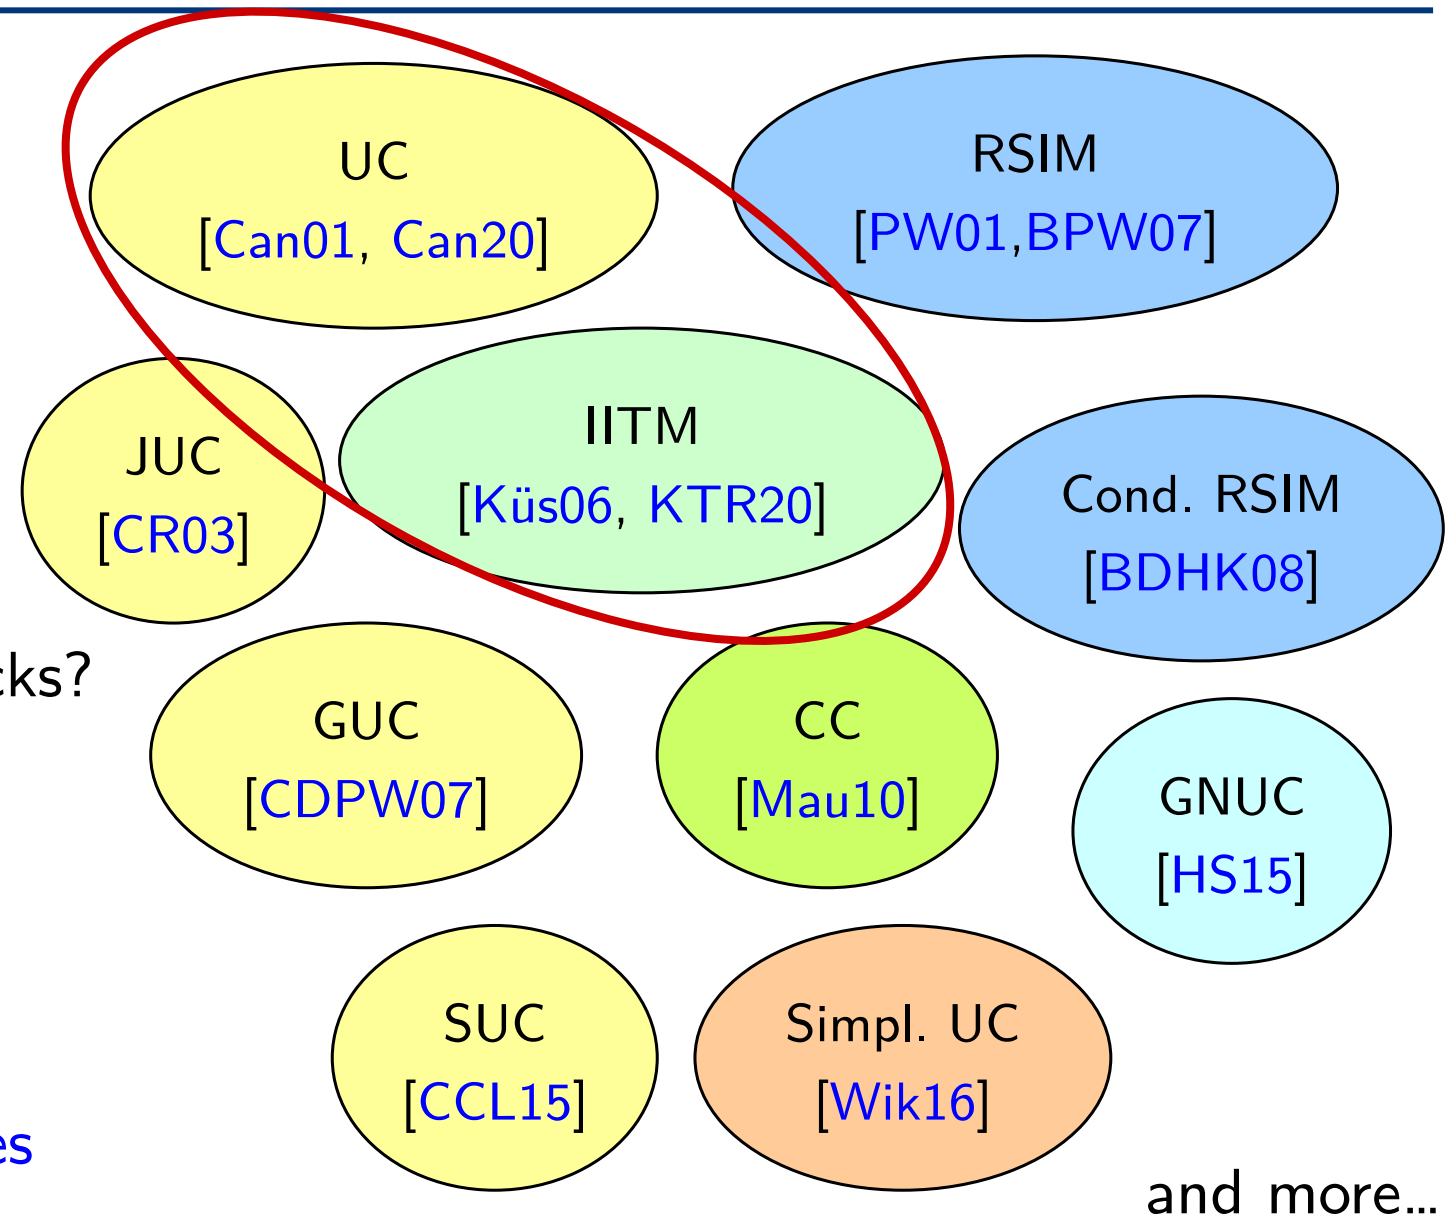 UC
[Can01, Can20]
RSIM
[PW01,BPW07]
IITM
[Küs06, KTR20]
JUC
[CR03]
Cond. RSIM
[BDHK08]
cks?
GUC
[CDPW07]
CC
[Mau10]
GNUC
[HS15]
SUC
[CCL15]
Simpl. UC
[Wik16]
es
and more...